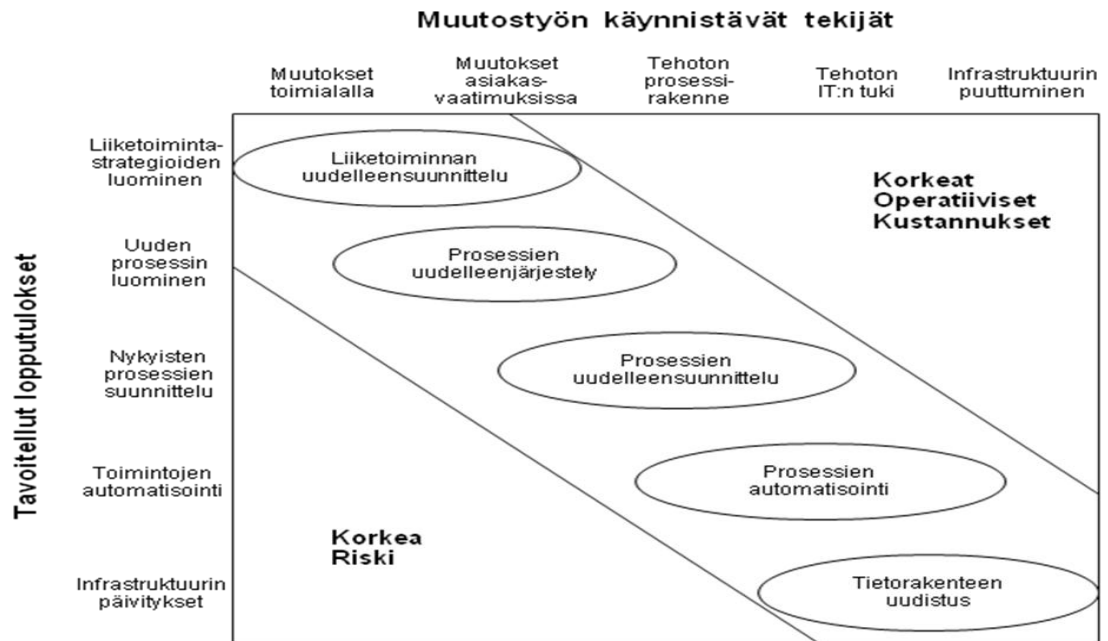 Muutostyön käynnistävät tekijät
Muutokset
toimialalla
Muutokset
asiakas-
vaatimuksissa
Tehoton
prosessi-
rakenne
Tehoton
IT:n tuki
Infrastruktuurin
puuttuminen
Tavoitellut lopputulokset
Liiketoiminta-
strategioiden
luominen
Liiketoiminnan
uudelleensuunnittelu
Korkeat
Operatiiviset
Kustannukset
Uuden
prosessin
luominen
Prosessien
uudelleenjärjestely
Nykyisten
prosessien
suunnittelu
Prosessien
uudelleensuunnittelu
Toimintojen
automatisointi
Prosessien
automatisointi
Korkea
Riski
Infrastruktuurin
päivitykset
Tietorakenteen
uudistus